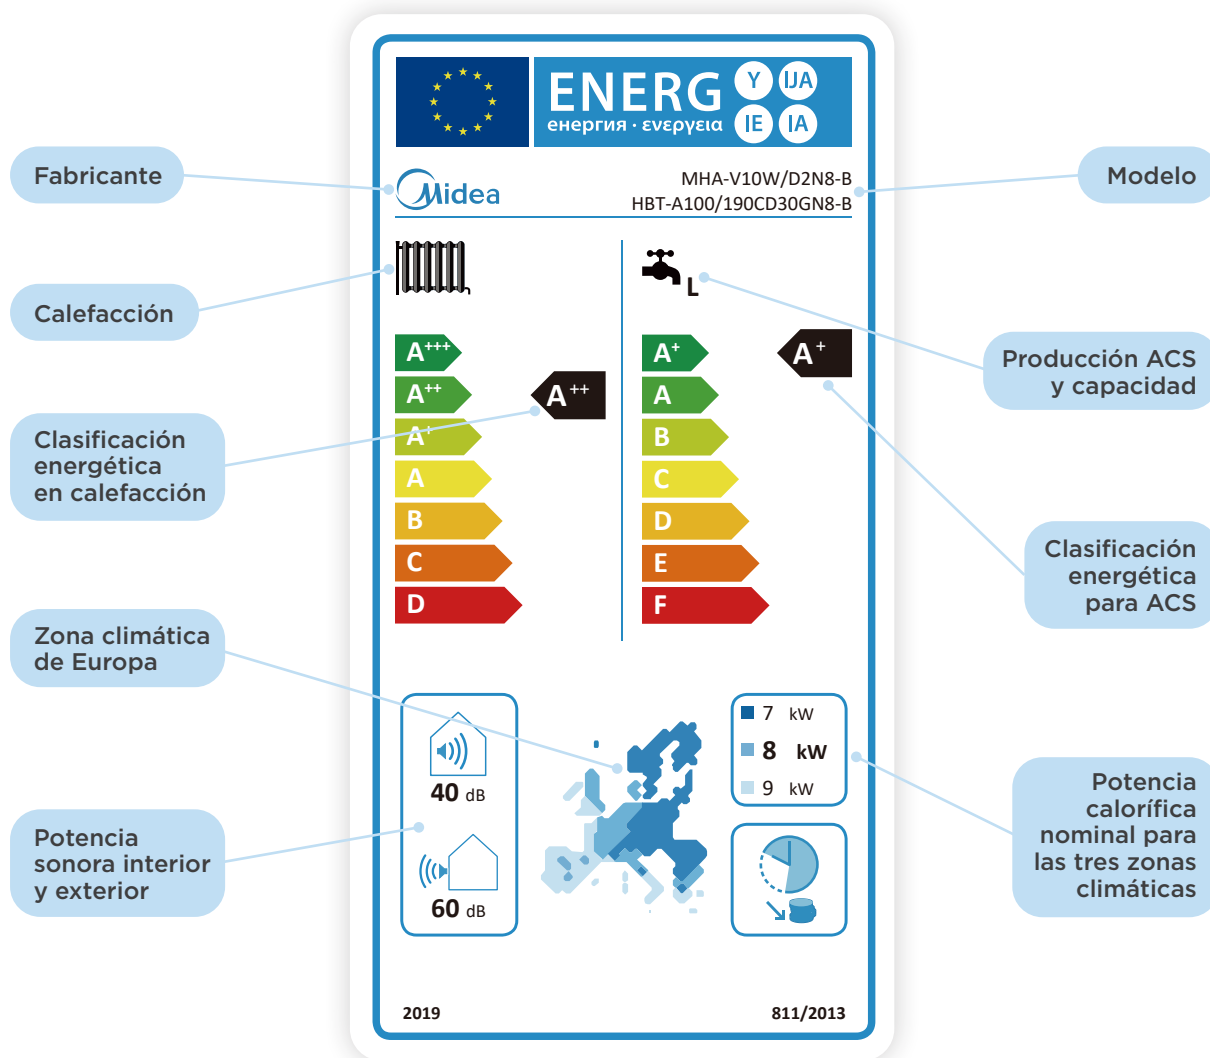 ENERG
Y IJA
IE IA
енергия · ενεργεια
Fabricante
Midea
MHA-V10W/D2N8-B
HBT-A100/190CD30GN8-B
Modelo
Calefacción
L
Producción ACS
y capacidad
A+++
A++
A+
A
B
C
D
A++
A+
A
B
C
D
E
F
A+
Clasificación
energética
en calefacción
Clasificación
energética
para ACS
Zona climática
de Europa
40 dB
60 dB
7 kW
8 kW
9 kW
Potencia
sonora interior
y exterior
Potencia
calorífica
nominal para
las tres zonas
climáticas
2019
811/2013